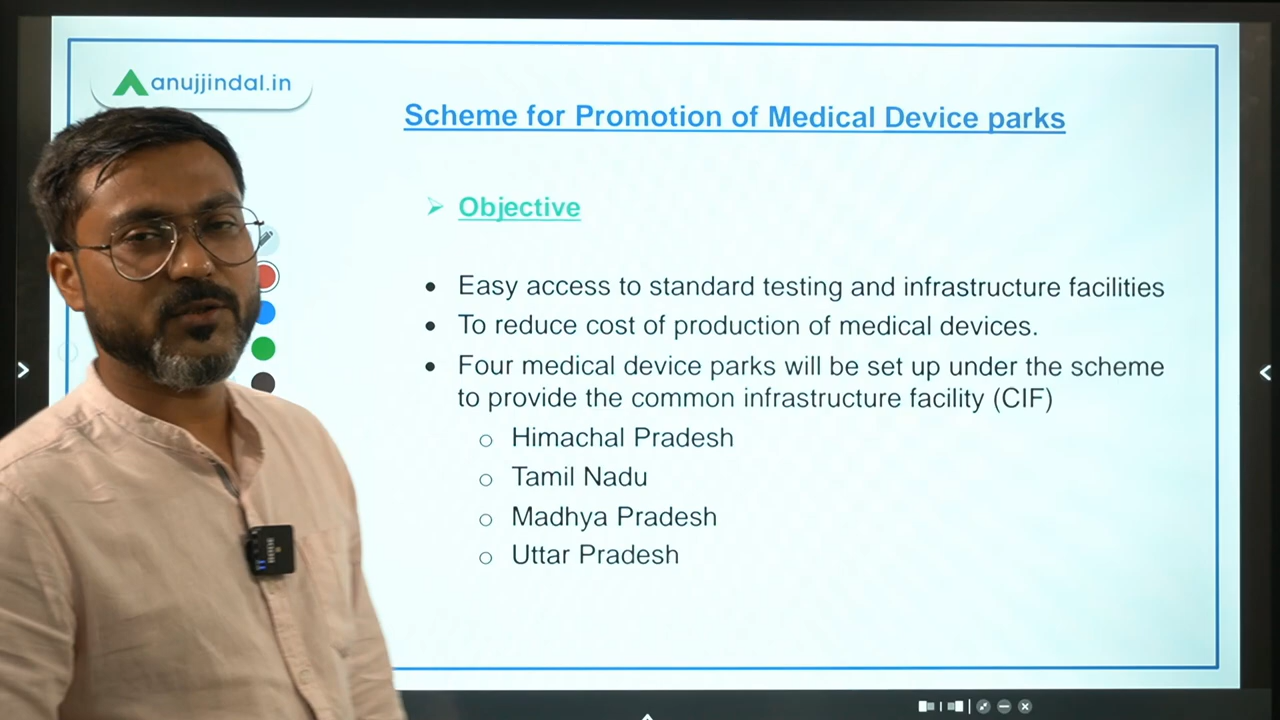 anujjindal.in
Scheme for Promotion of Medical Device parks
Objective
Easy access to standard testing and infrastructure facilities
To reduce cost of production of medical devices.
Four medical device parks will be set up under the scheme
to provide the common infrastructure facility (CIF)
Himachal Pradesh
Tamil Nadu
Madhya Pradesh
Uttar Pradesh